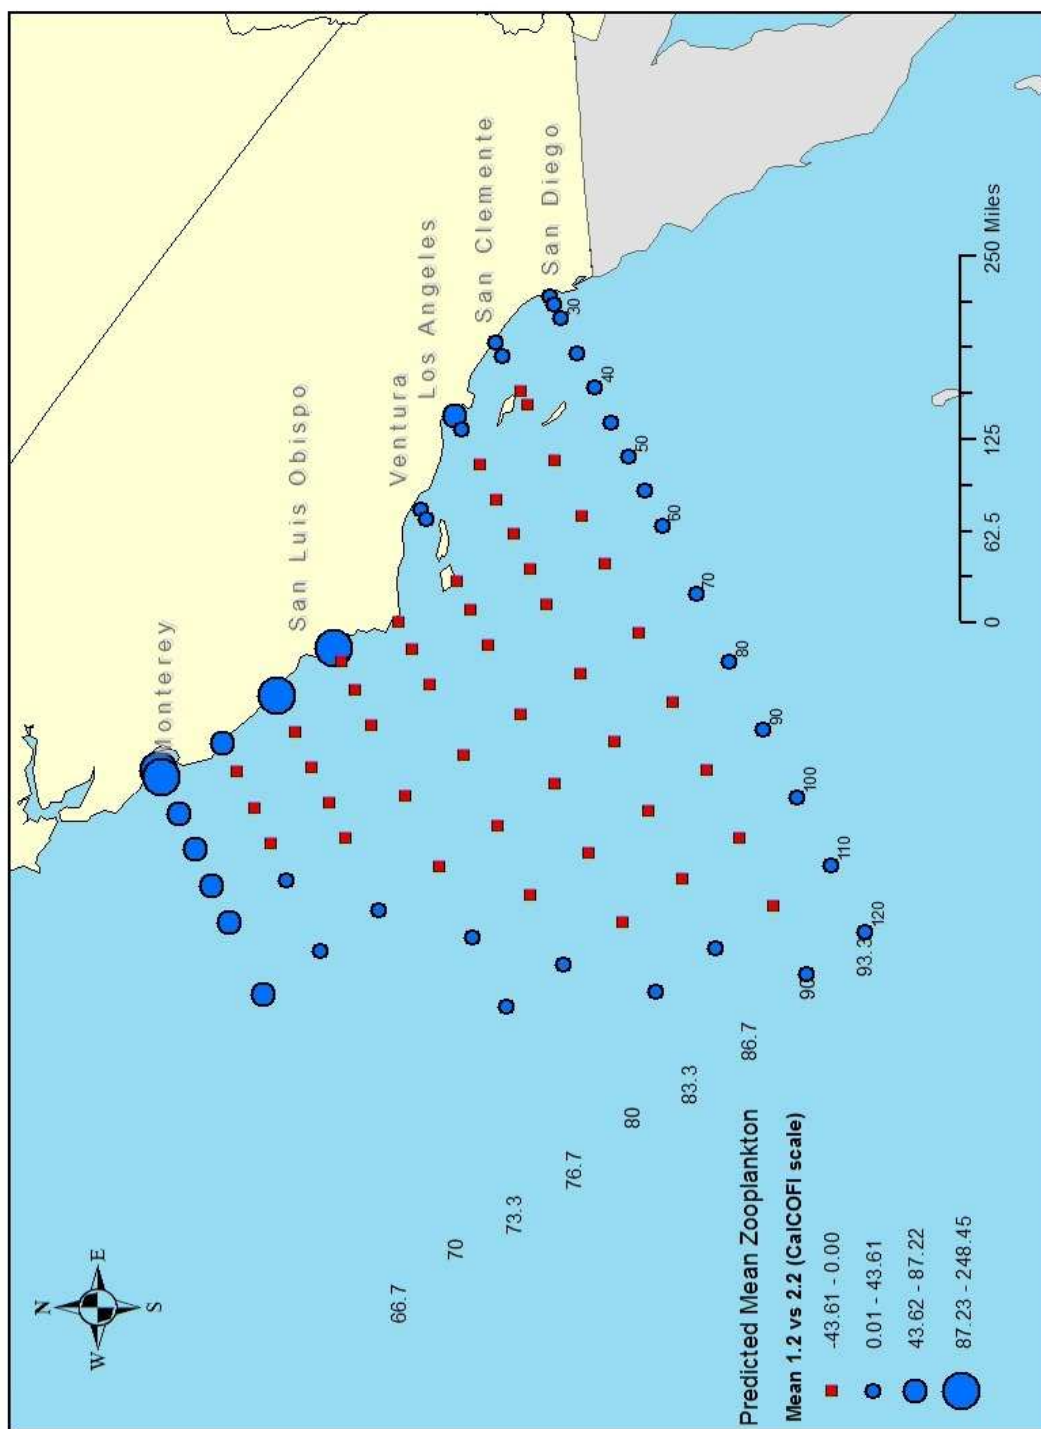 N
W E
S
Monterey
San Luis Obispo
Ventura
Los Angeles
San Clemente
San Diego
30
40
50
60
70
80
90
100
110
120
66.7
70
73.3
76.7
80
83.3
86.7
90
93.3
Predicted Mean Zooplankton
Mean 1.2 vs 2.2 (CalCOFI scale)
-43.61 - 0.00
0.01 - 43.61
43.62 - 87.22
87.23 - 248.45
0 62.5 125 250 Miles